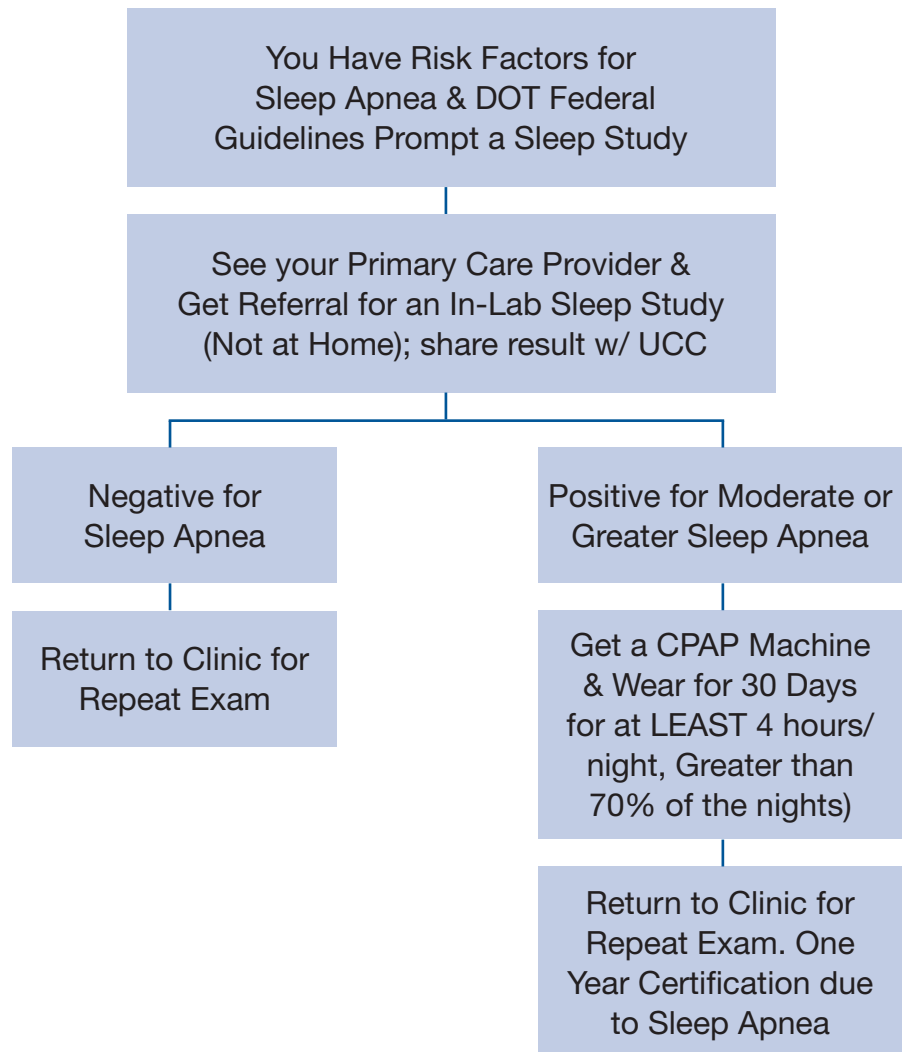 You Have Risk Factors for
Sleep Apnea & DOT Federal
Guidelines Prompt a Sleep Study
See your Primary Care Provider &
Get Referral for an In-Lab Sleep Study
(Not at Home); share result w/ UCC
Negative for
Sleep Apnea
Return to Clinic for
Repeat Exam
Positive for Moderate or
Greater Sleep Apnea
Get a CPAP Machine
& Wear for 30 Days
for at LEAST 4 hours/
night, Greater than
70% of the nights)
Return to Clinic for
Repeat Exam. One
Year Certification due
to Sleep Apnea